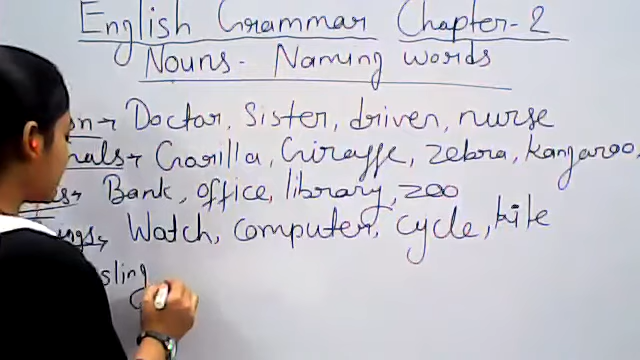 English Grammar Chapter-2
Nouns- Naming words
Doctor, Sister, driver, nurse
Gorilla, Giraffe, Zebra, kangaroo,
Bank, office, library, zoo
Watch, computer, cycle, kite